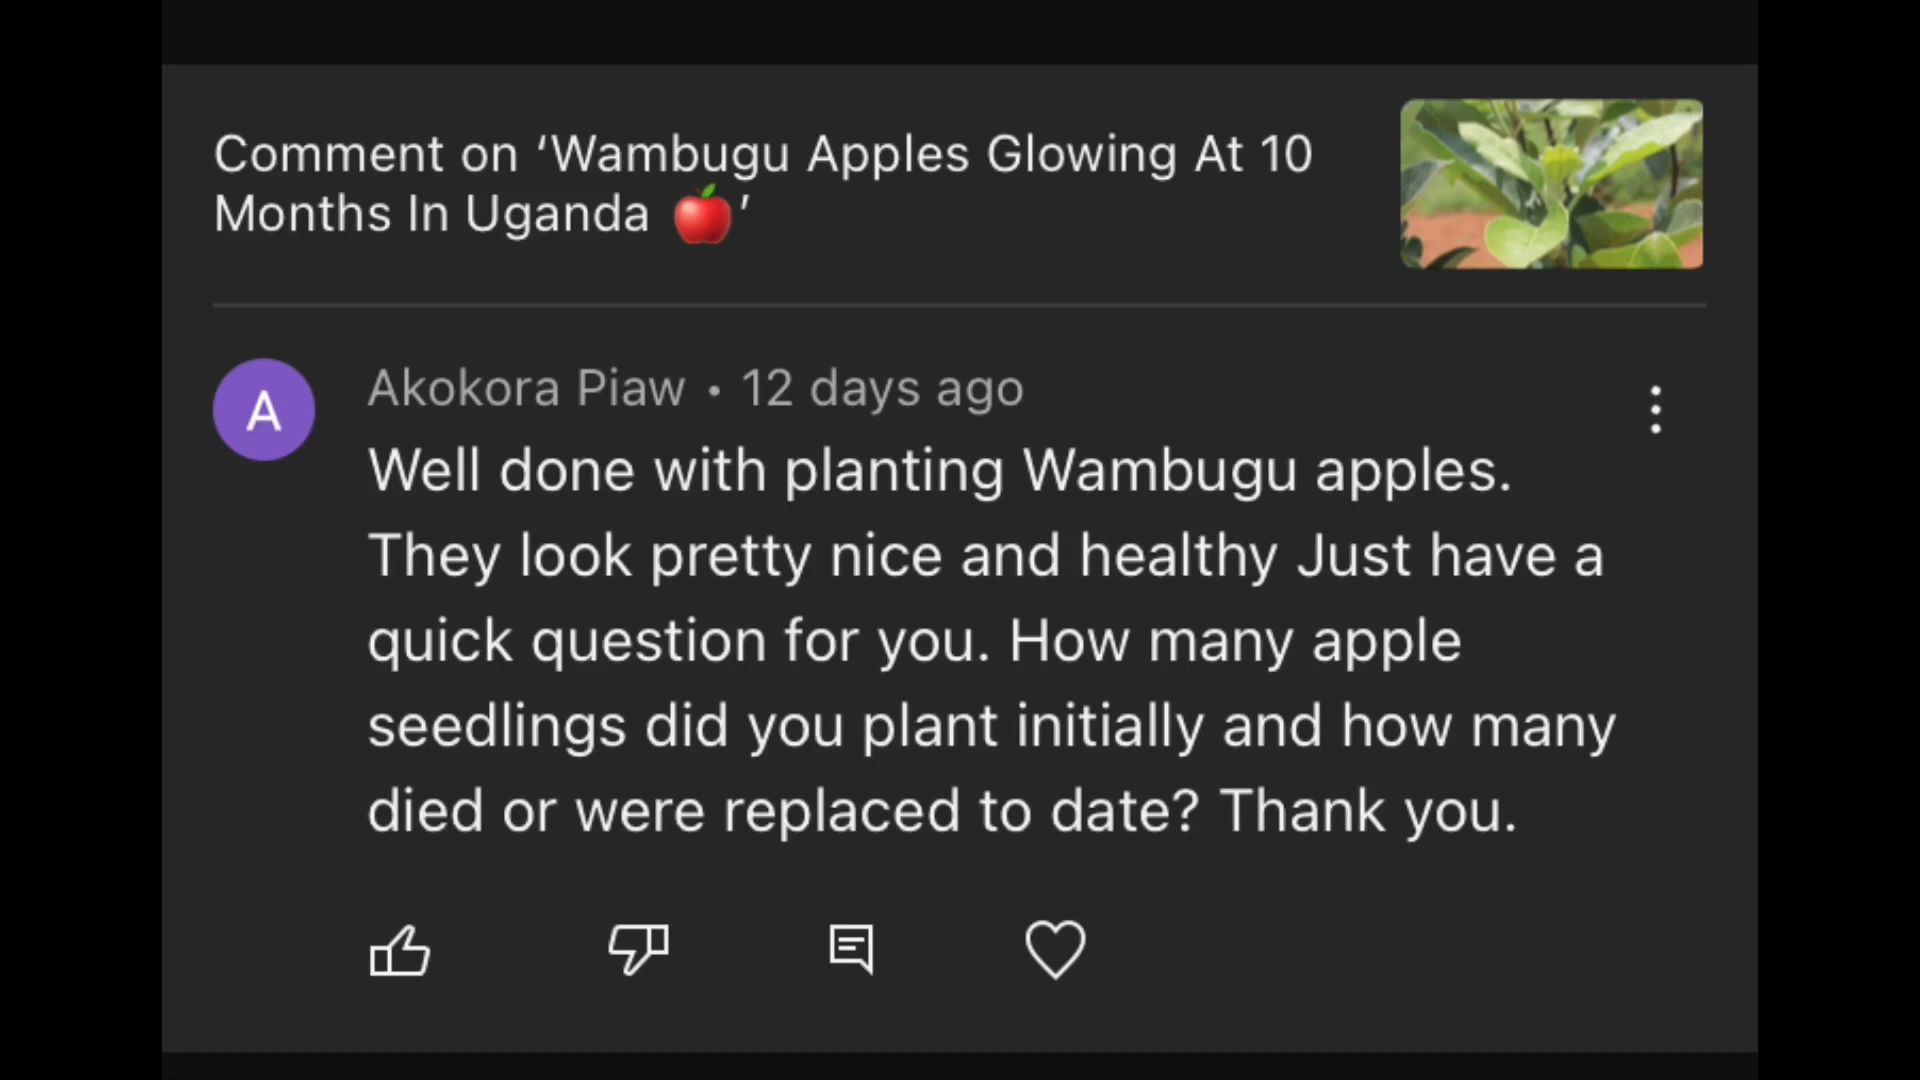 Comment on ‘Wambugu Apples Glowing At 10
Months In Uganda 🍎’
A
Akokora Piaw • 12 days ago
Well done with planting Wambugu apples.
They look pretty nice and healthy Just have a
quick question for you. How many apple
seedlings did you plant initially and how many
died or were replaced to date? Thank you.